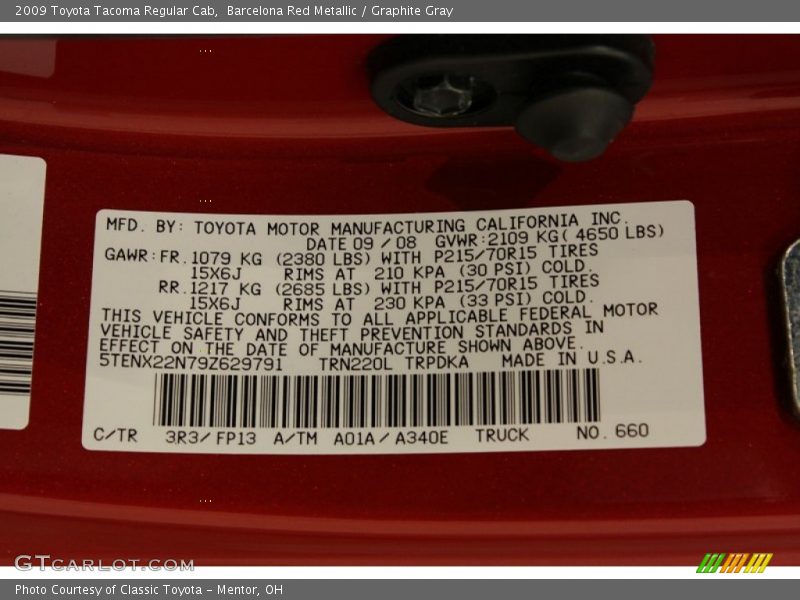 2009 Toyota Tacoma Regular Cab, Barcelona Red Metallic / Graphite Gray
MFD. BY: TOYOTA MOTOR MANUFACTURING CALIFORNIA INC.
DATE 09 / 08 GVWR:2109 KG( 4650 LBS)
GAWR:FR.1079 KG (2380 LBS) WITH P215/70R15 TIRES
15X6J RIMS AT 210 KPA (30 PSI) COLD.
RR.1217 KG (2685 LBS) WITH P215/70R15 TIRES
15X6J RIMS AT 230 KPA (33 PSI) COLD.
THIS VEHICLE CONFORMS TO ALL APPLICABLE FEDERAL MOTOR
VEHICLE SAFETY AND THEFT PREVENTION STANDARDS IN
EFFECT ON THE DATE OF MANUFACTURE SHOWN ABOVE.
5TENX22N79Z629791 TRN220L TRPDKA MADE IN U.S.A.
C/TR 3R3/FP13 A/TM A01A/A340E TRUCK NO. 660
GTCARLOT.COM
Photo Courtesy of Classic Toyota - Mentor, OH